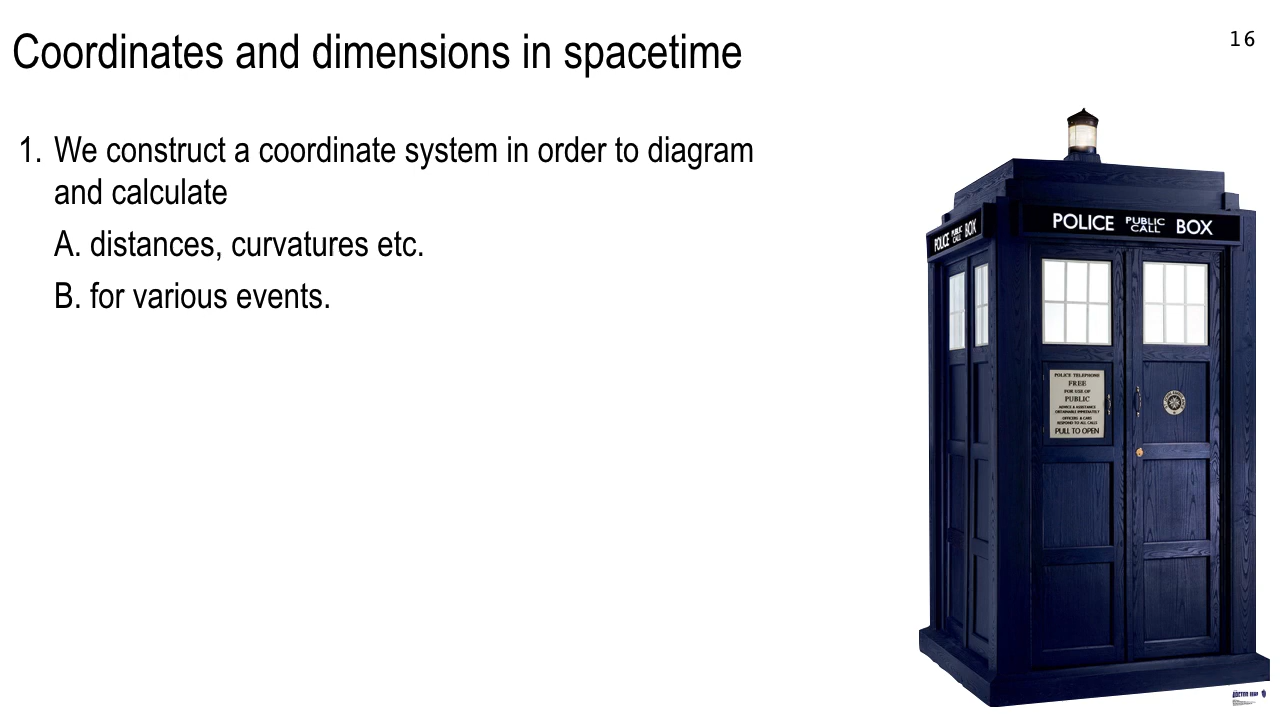 Coordinates and dimensions in spacetime
16
1. We construct a coordinate system in order to diagram
and calculate
A. distances, curvatures etc.
B. for various events.
POLICE PUBLIC CALL BOX
POLICE PUBLIC CALL BOX
POLICE TELEPHONE
FREE
FOR USE OF
PUBLIC
ADVICE & ASSISTANCE
OBTAINABLE IMMEDIATELY
OFFICERS & CARS
RESPOND TO ALL CALLS
PULL TO OPEN